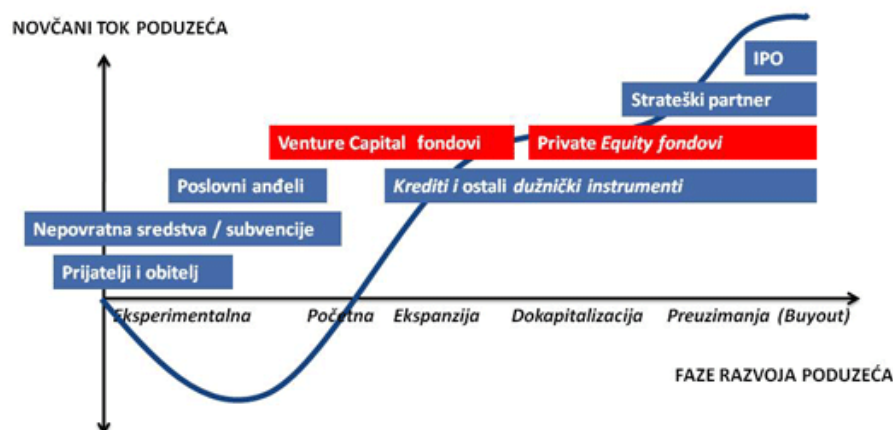 NOVČANI TOK PODUZEĆA
IPO
Strateški partner
Venture Capital fondovi
Private Equity fondovi
Poslovni anđeli
Krediti i ostali dužnički instrumenti
Nepovratna sredstva / subvencije
Prijatelji i obitelj
Eksperimentalna
Početna
Ekspanzija
Dokapitalizacija
Preuzimanja (Buyout)
FAZE RAZVOJA PODUZEĆA